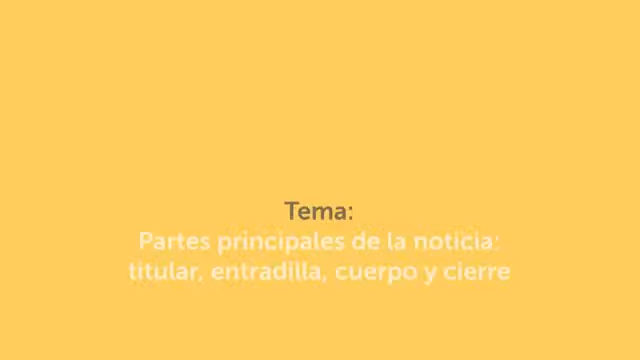 Tema:
Partes principales de la noticia:
titular, entradilla, cuerpo y cierre